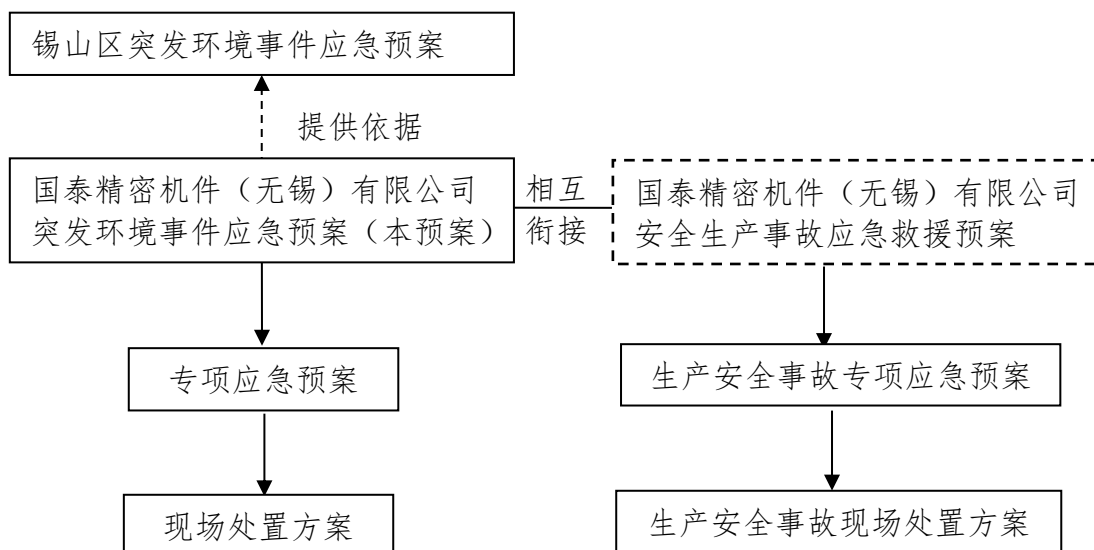 锡山区突发环境事件应急预案
提供依据
国泰精密机件（无锡）有限公司
突发环境事件应急预案（本预案）
相互
衔接
国泰精密机件（无锡）有限公司
安全生产事故应急救援预案
专项应急预案
生产安全事故专项应急预案
现场处置方案
生产安全事故现场处置方案